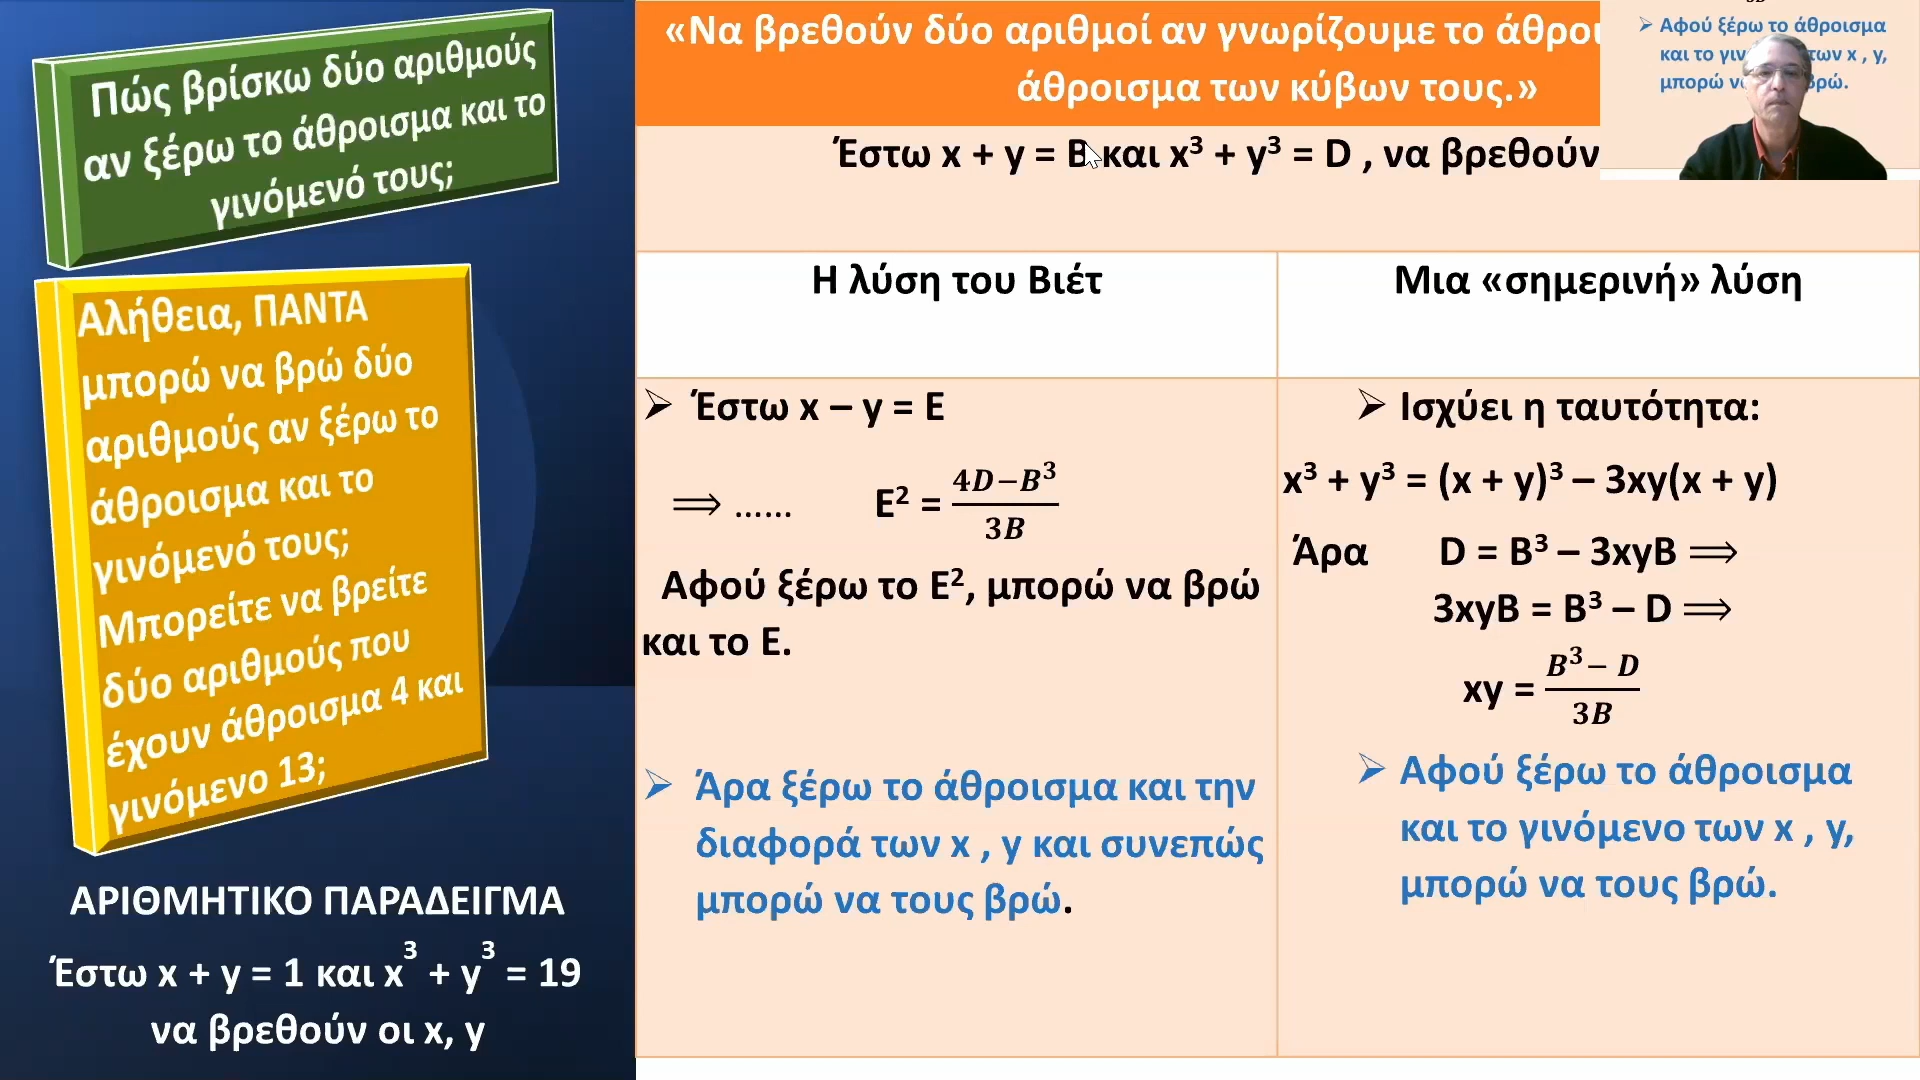 Πώς βρίσκω δύο αριθμούς
αν ξέρω το άθροισμα και το
γινόμενό τους;
Αλήθεια, ΠΑΝΤΑ
μπορώ να βρώ δύο
αριθμούς αν ξέρω το
άθροισμα και το
γινόμενό τους;
Μπορείτε να βρείτε
δύο αριθμούς που
έχουν άθροισμα 4 και
γινόμενο 13;
ΑΡΙΘΜΗΤΙΚΟ ΠΑΡΑΔΕΙΓΜΑ
Έστω x + y = 1 και x³ + y³ = 19
να βρεθούν οι x, y
«Να βρεθούν δύο αριθμοί αν γνωρίζουμε το
άθροισμα των κύβων τους.»
Έστω x + y = B και x³ + y³ = D , να βρεθούν
Η λύση του Βιέτ
Έστω x – y = E
⟹ ...... E² = \frac{4D−B³}{3B}
Αφού ξέρω το E², μπορώ να βρώ
και το E.
Άρα ξέρω το άθροισμα και την
διαφορά των x , y και συνεπώς
μπορώ να τους βρώ.
Μια «σημερινή» λύση
Ισχύει η ταυτότητα:
x³ + y³ = (x + y)³ – 3xy(x + y)
Άρα D = B³ – 3xyB ⟹
3xyB = B³ – D ⟹
xy = \frac{B³− D}{3B}
Αφού ξέρω το άθροισμα
και το γινόμενο των x , y,
μπορώ να τους βρώ.
Αφού ξέρω το άθροισμα
και το των x , y,
μπορώ